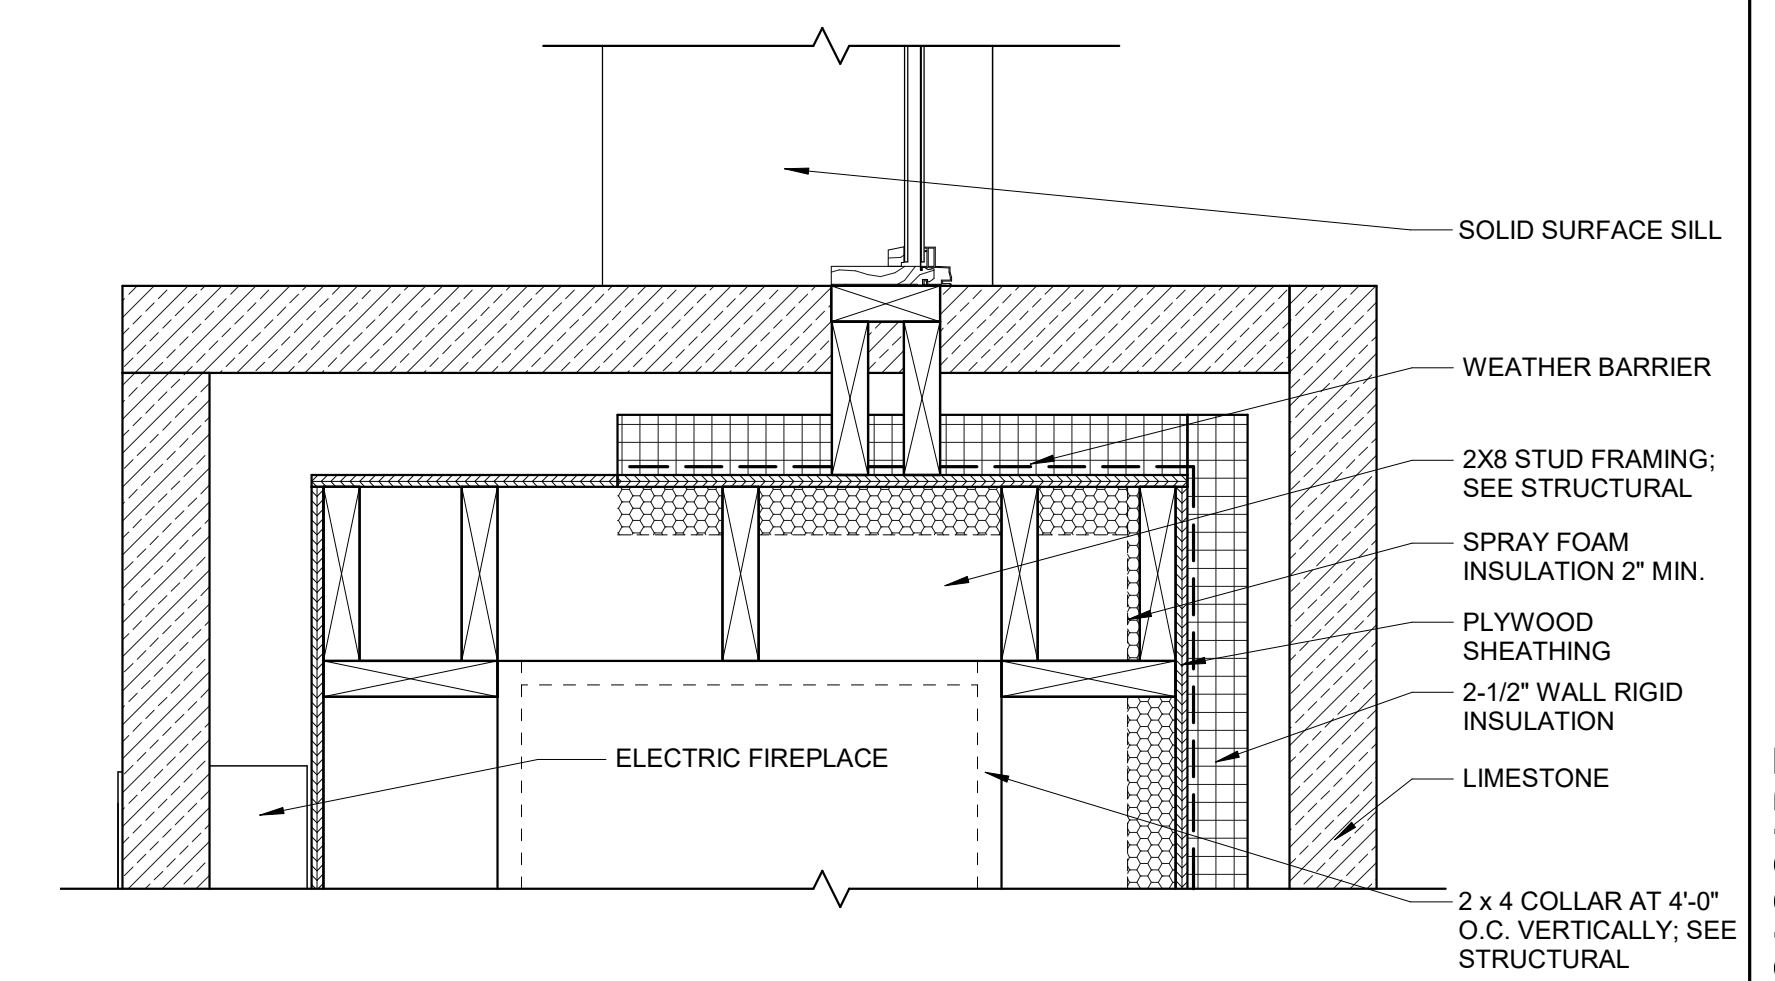 SOLID SURFACE SILL
WEATHER BARRIER
2X8 STUD FRAMING;
SEE STRUCTURAL
SPRAY FOAM
INSULATION 2" MIN.
PLYWOOD
SHEATHING
2-1/2" WALL RIGID
INSULATION
ELECTRIC FIREPLACE
LIMESTONE
2 x 4 COLLAR AT 4'-0"
O.C. VERTICALLY; SEE
STRUCTURAL